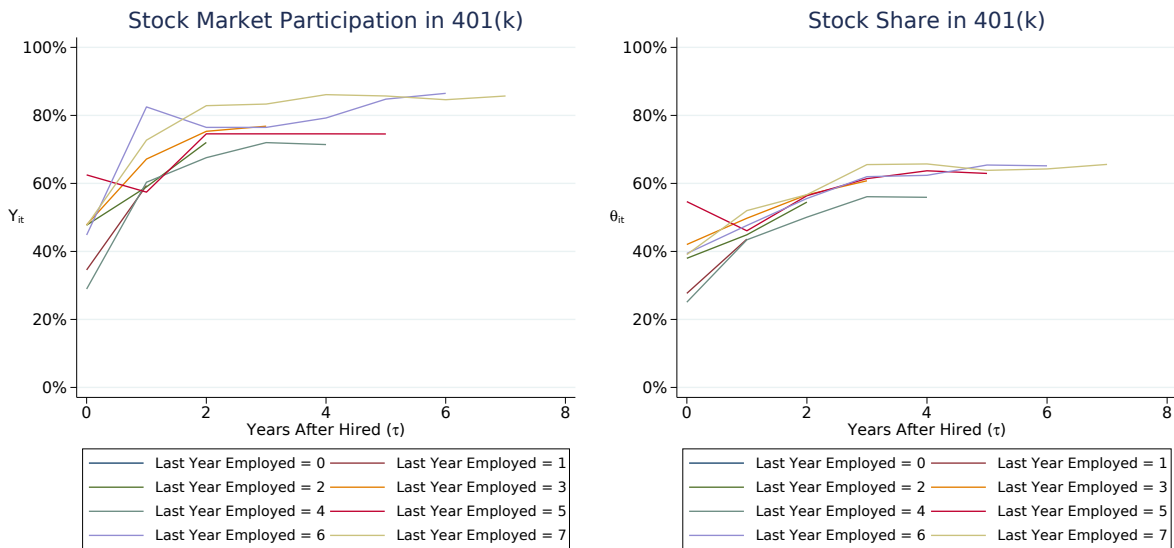 Stock Market Participation in 401(k)
100%
80%
60%
Yit
40%
20%
0%
0 2 4 6 8
Years After Hired (τ)
Last Year Employed = 0 Last Year Employed = 1
Last Year Employed = 2 Last Year Employed = 3
Last Year Employed = 4 Last Year Employed = 5
Last Year Employed = 6 Last Year Employed = 7
Stock Share in 401(k)
100%
80%
60%
θit
40%
20%
0%
0 2 4 6 8
Years After Hired (τ)
Last Year Employed = 0 Last Year Employed = 1
Last Year Employed = 2 Last Year Employed = 3
Last Year Employed = 4 Last Year Employed = 5
Last Year Employed = 6 Last Year Employed = 7